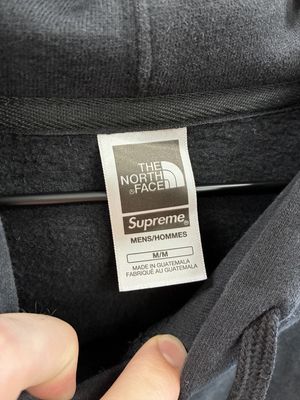 THE
NORTH
FACE
Supreme
MENS/HOMMES
M/M
MADE IN GUATEMALA
FABRIQUÉ AU GUATEMALA